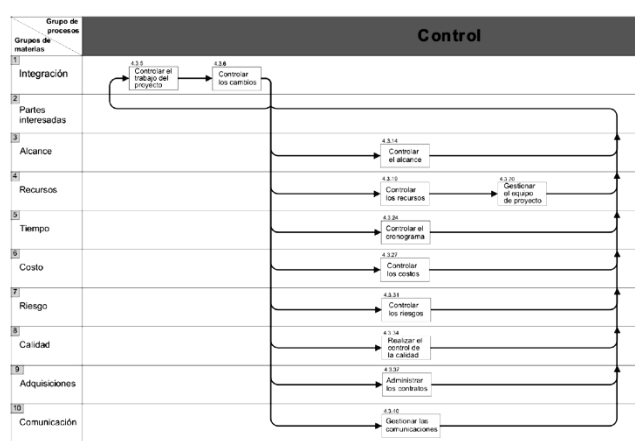 Grupo de
procesos
Grupos de
materias
Control
1
Integración
4.3.5
Controlar el
trabajo del
proyecto
4.3.6
Controlar
los cambios
2
Partes
interesadas
3
Alcance
4.3.14
Controlar
el alcance
4
Recursos
4.3.19
Controlar
los recursos
4.3.20
Gestionar
el equipo
de proyecto
5
Tiempo
4.3.24
Controlar el
cronograma
6
Costo
4.3.27
Controlar
los costos
7
Riesgo
4.3.31
Controlar
los riesgos
8
Calidad
4.3.34
Realizar el
control de
la calidad
9
Adquisiciones
4.3.37
Administrar
los contratos
10
Comunicación
4.3.40
Gestionar las
comunicaciones